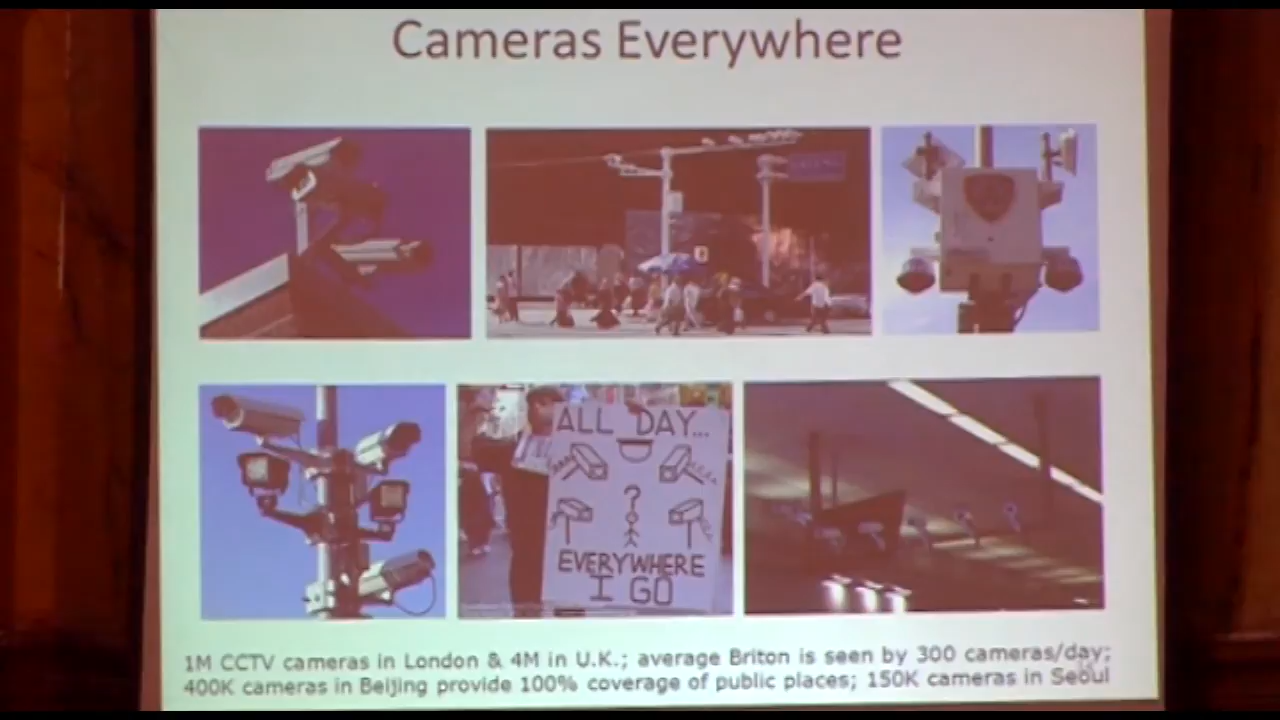 Cameras Everywhere
ALL DAY...
?
EVERYWHERE
I GO
1M CCTV cameras in London & 4M in U.K.; average Briton is seen by 300 cameras/day;
400K cameras in Beijing provide 100% coverage of public places; 150K cameras in Seoul